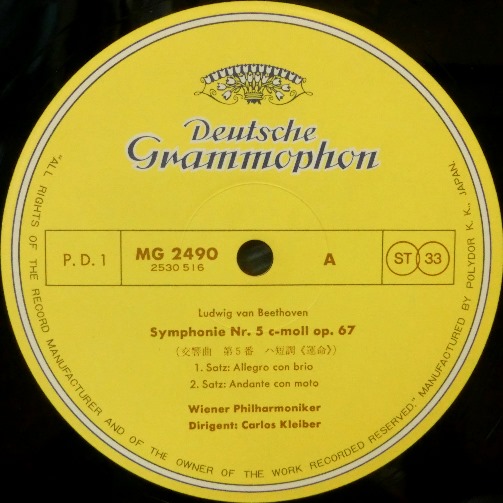 Deutsche
Grammophon
P.D.1
MG 2490
2530 516
A
ST 33
Ludwig van Beethoven
Symphonie Nr. 5 c-moll op. 67
(交響曲 第5番 ハ短調《運命》)
1. Satz: Allegro con brio
2. Satz: Andante con moto
Wiener Philharmoniker
Dirigent: Carlos Kleiber
"ALL RIGHTS OF THE RECORD MANUFACTURER AND OF THE OWNER OF THE WORK RECORDED RESERVED." MANUFACTURED BY POLYDOR K. K., JAPAN.